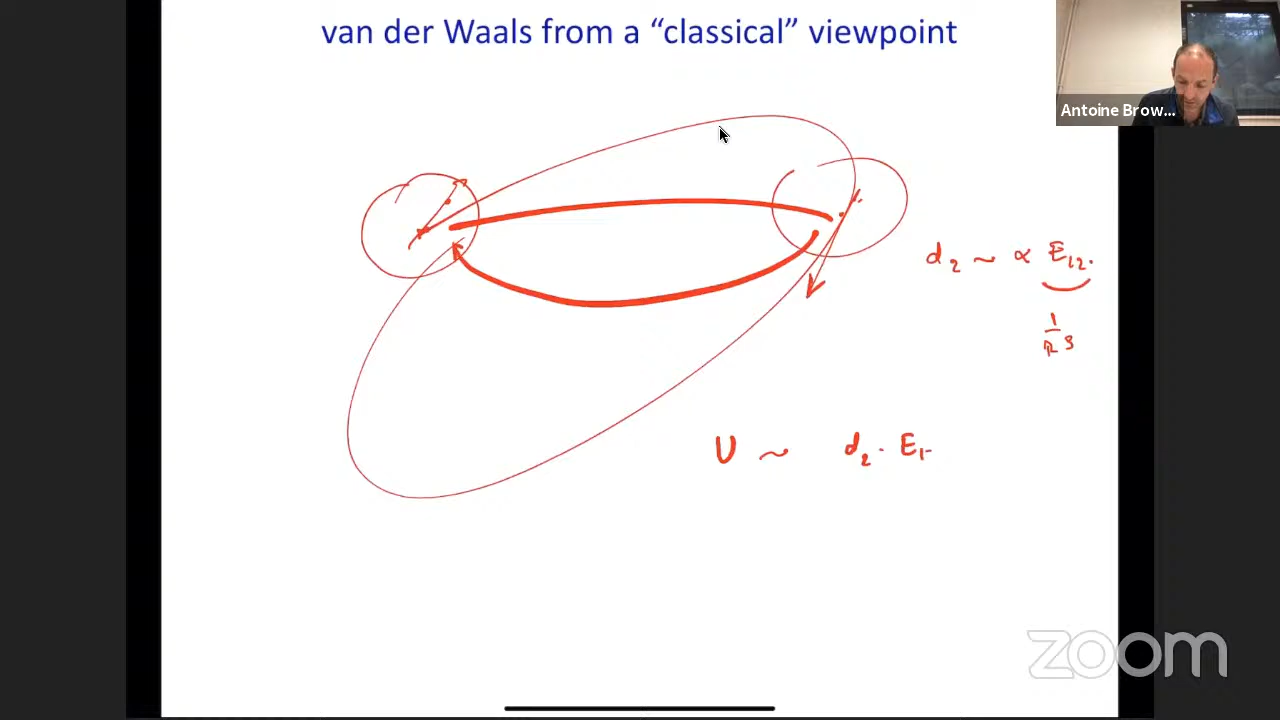 van der Waals from a “classical” viewpoint
Antoine Brow...
d₂ ~ α E₁₂.
1
R³
U ~ d₂ · E₁
zoom